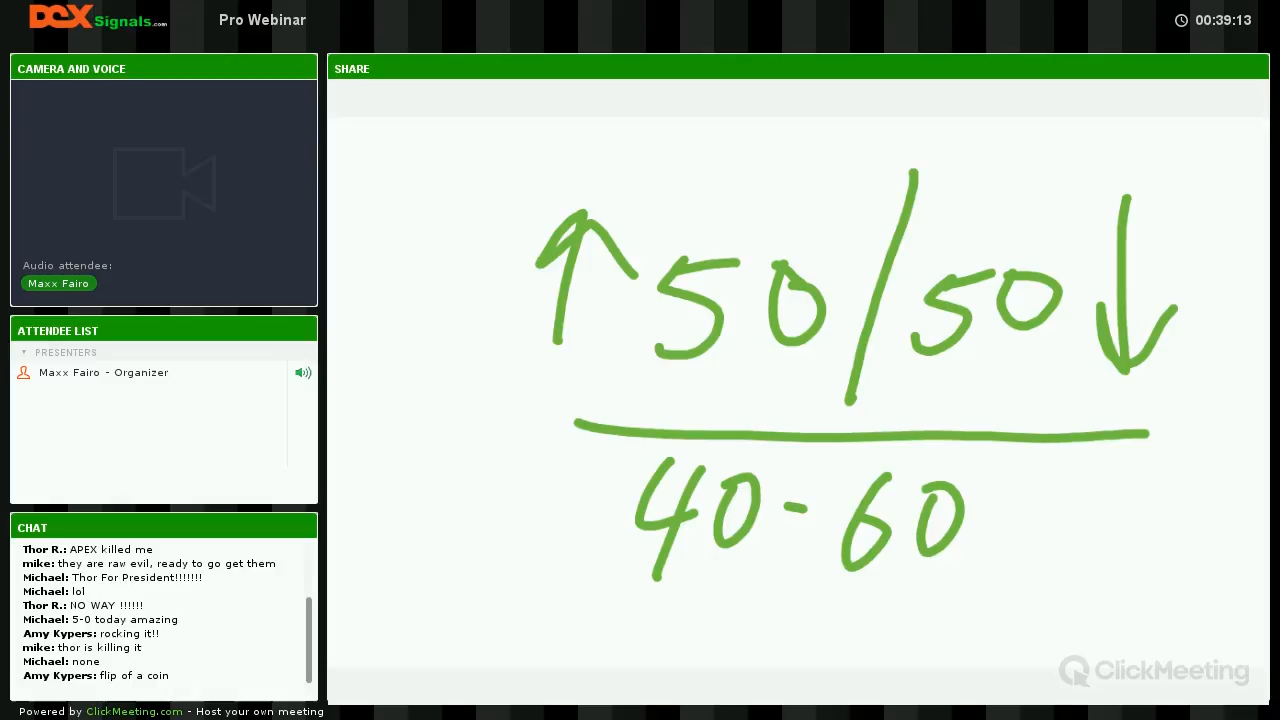 DCXSignals.com
Pro Webinar
00:39:13
CAMERA AND VOICE
Audio attendee:
Maxx Fairo
ATTENDEE LIST
PRESENTERS
Maxx Fairo - Organizer
CHAT
Thor R.: APEX killed me
mike: they are raw evil, ready to go get them
Michael: Thor For President!!!!!!!
Michael: lol
Thor R.: NO WAY !!!!!!
Michael: 5-0 today amazing
Amy Kypers: rocking it!!
mike: thor is killing it
Michael: none
Amy Kypers: flip of a coin
SHARE
↑ 50/50 ↓
40-60
ClickMeeting
Powered by ClickMeeting.com - Host your own meeting